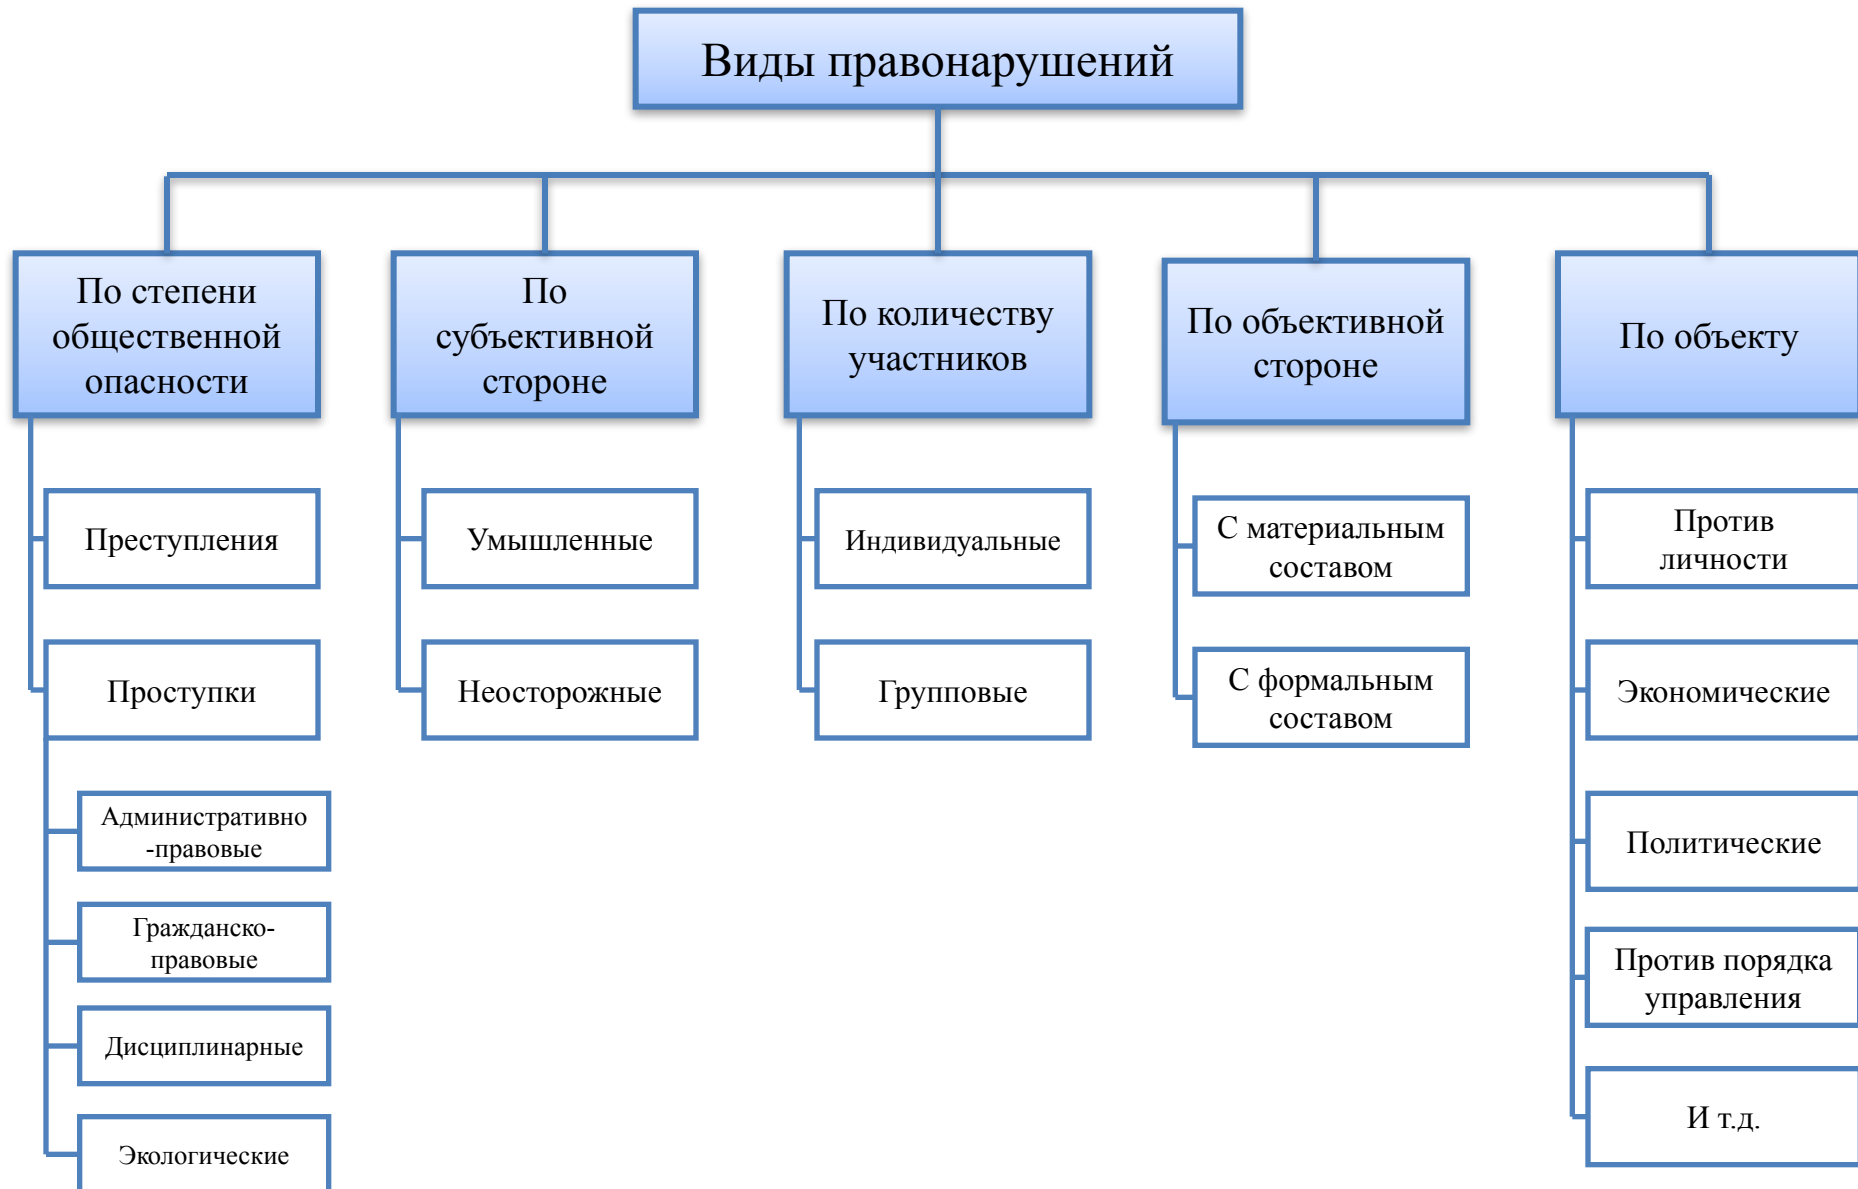 Виды правонарушений
По степени
общественной
опасности
Преступления
Проступки
Административно
-правовые
Гражданско-
правовые
Дисциплинарные
Экологические
По
субъективной
стороне
Умышленные
Неосторожные
По количеству
участников
Индивидуальные
Групповые
По объективной
стороне
С материальным
составом
С формальным
составом
По объекту
Против
личности
Экономические
Политические
Против порядка
управления
И т.д.